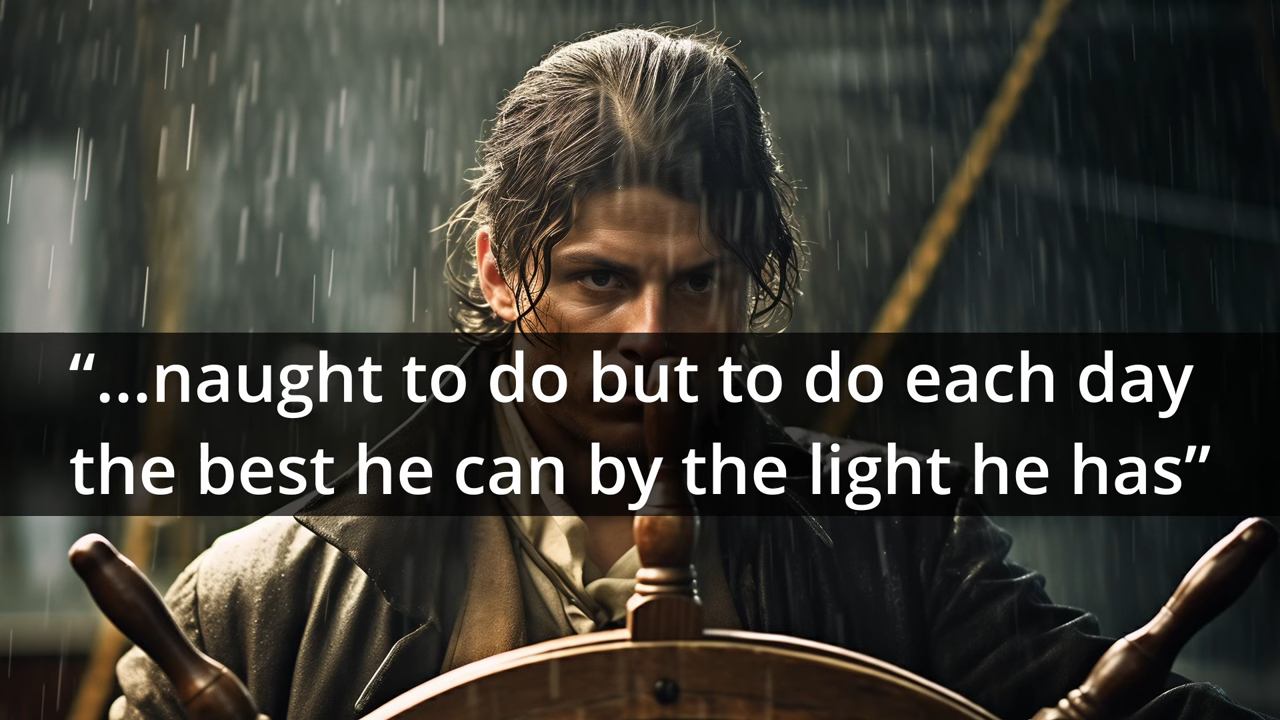 “...naught to do but to do each day
the best he can by the light he has”